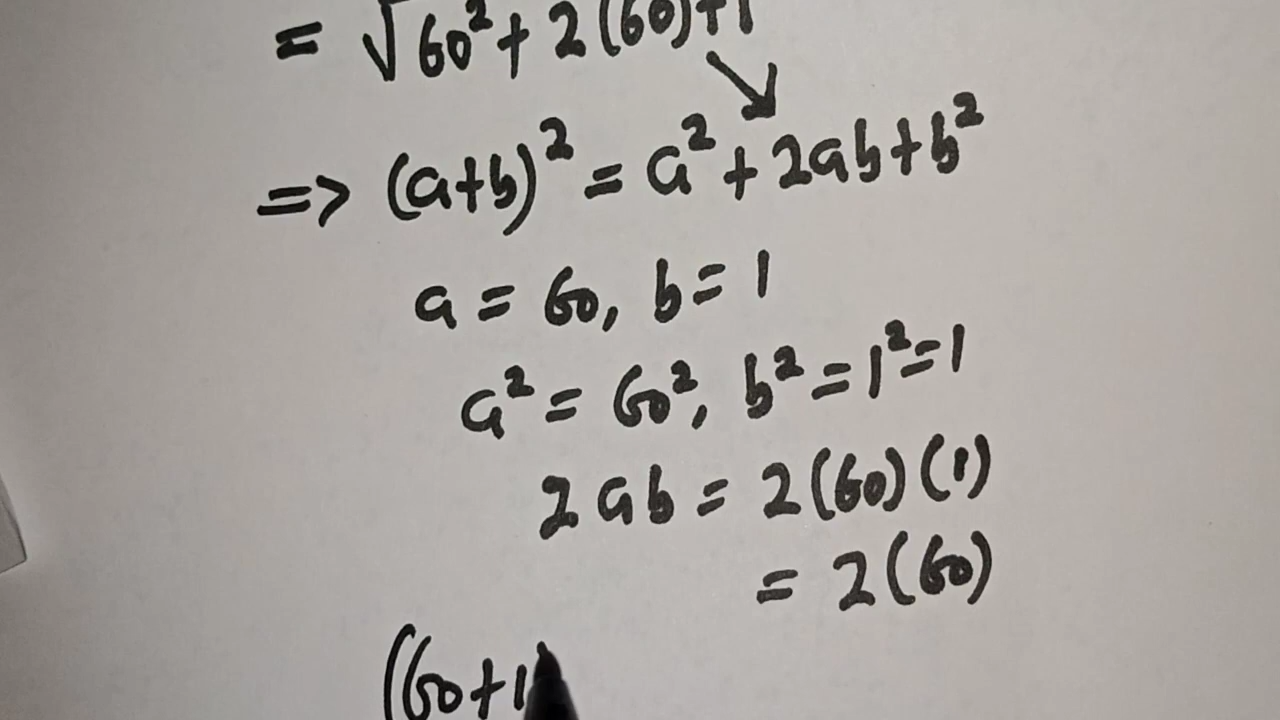 = √60² + 2(60)+1
=> (a+b)² = a² + 2ab+b²
a = 60, b = 1
a² = 60², b² = 1² = 1
2ab = 2(60)(1)
= 2(60)
(60+1